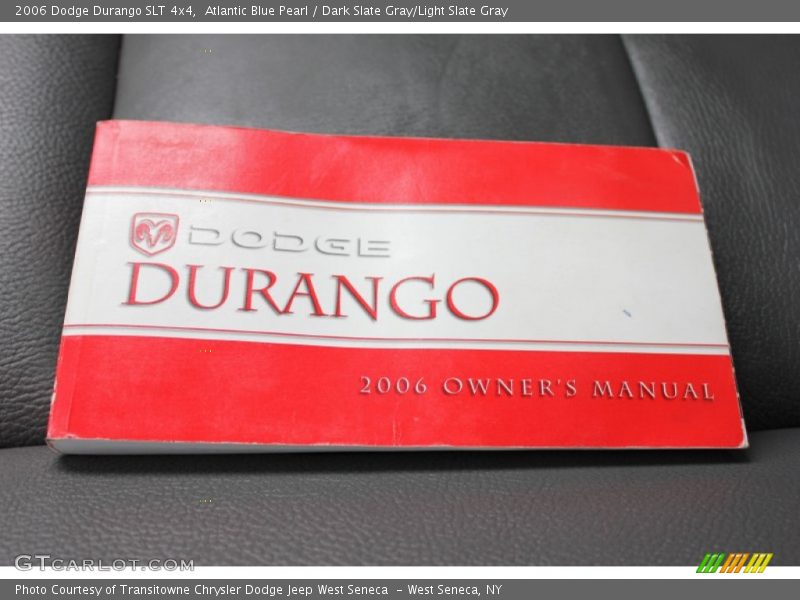 2006 Dodge Durango SLT 4x4, Atlantic Blue Pearl / Dark Slate Gray/Light Slate Gray
DODGE
DURANGO
2006 OWNER'S MANUAL
GTCARLOT.COM
Photo Courtesy of Transitowne Chrysler Dodge Jeep West Seneca - West Seneca, NY